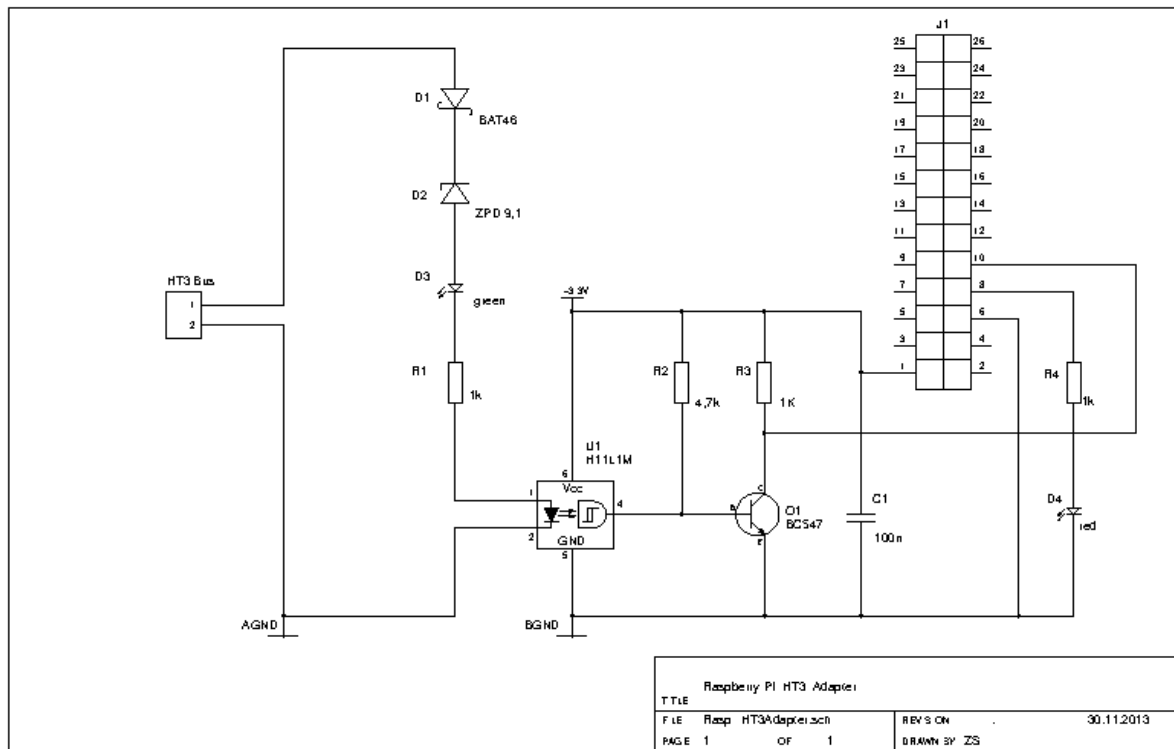 J1
25 26
23 24
21 22
19 20
17 18
15 16
13 14
11 12
9 10
7 8
5 6
3 4
1 2
D1
BAT46
D2
ZPD 9,1
D3
green
HT3 Bus
1
2
R1
1k
R2
4,7k
R3
1K
R4
1k
U1
H11L1M
6
Vcc
1
4
2
GND
5
C
B
E
Q1
BC547
C1
100n
D4
red
AGND
BGND
TITLE
Raspberry PI HT3 Adapter
FILE Rasp HT3Adapter.sch
REVISION . 30.11.2013
PAGE 1 OF 1
DRAWN BY ZS